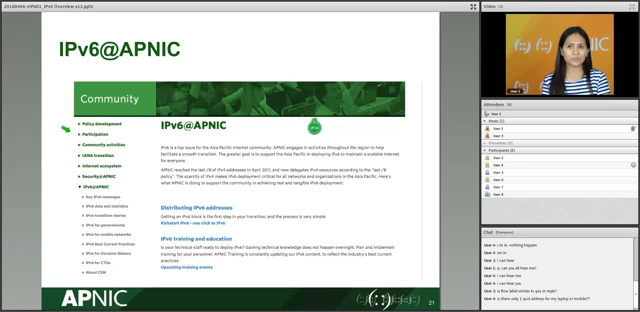 20160406-eIP601_IPv6 Overview-v1.1.pptx
IPv6@APNIC
Community
Policy development
Participation
Community activities
IANA transition
Internet ecosystem
Security@APNIC
IPv6@APNIC
Key IPv6 messages
IPv6 data and statistics
IPv6 transition stories
IPv6 for governments
IPv6 for mobile networks
IPv6 Best Current Practices
IPv6 for Decision Makers
IPv6 for CTOs
About CGN
IPv6@APNIC
IPv6
IPv6 is a top issue for the Asia Pacific Internet community. APNIC engages in activities throughout the region to help
facilitate a smooth transition. The greater goal is to support the Asia Pacific in deploying IPv6 to maintain a scalable Internet
for everyone.
APNIC reached the last /8 of IPv4 addresses in April 2011, and now delegates IPv4 resources according to the "last /8
policy". The scarcity of IPv4 makes IPv6 deployment critical for all networks and organizations in the Asia Pacific. Here's
what APNIC is doing to support the community in achieving real and tangible IPv6 deployment:
Distributing IPv6 addresses
Getting an IPv6 block is the first step in your transition, and the process is very simple.
Kickstart IPv6 - one click to IPv6
IPv6 training and education
Is your technical staff ready to deploy IPv6? Gaining technical knowledge does not happen overnight. Plan and implement
training for your personnel. APNIC Training is constantly updating our IPv6 content, to reflect the industry's best current
practices.
Upcoming training events
APNIC
21
Video
NIC
User 2
Attendees (9)
User 1
Hosts (2)
User 1
User 3
Participants (6)
User 2
User 4
User 5
User 6
User 7
User 8
Chat (Everyone)
User 4: i m in. nothing happen
User 4: im in
User 2: i can hear
User 1: q: can you all hear me?
User 4: i can hear me
User 4: i can hear you
User 3: is flow label similar to qos in mpls?
User 4: is there only 1 ipv6 address for my laptop or mobile??